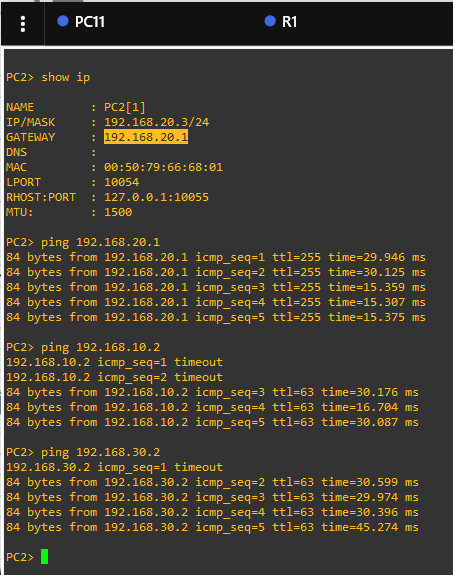 PC11 R1
PC2> show ip
NAME : PC2[1]
IP/MASK : 192.168.20.3/24
GATEWAY : 192.168.20.1
DNS :
MAC : 00:50:79:66:68:01
LPORT : 10054
RHOST:PORT : 127.0.0.1:10055
MTU: : 1500
PC2> ping 192.168.20.1
84 bytes from 192.168.20.1 icmp_seq=1 ttl=255 time=29.946 ms
84 bytes from 192.168.20.1 icmp_seq=2 ttl=255 time=30.125 ms
84 bytes from 192.168.20.1 icmp_seq=3 ttl=255 time=15.359 ms
84 bytes from 192.168.20.1 icmp_seq=4 ttl=255 time=15.307 ms
84 bytes from 192.168.20.1 icmp_seq=5 ttl=255 time=15.375 ms
PC2> ping 192.168.10.2
192.168.10.2 icmp_seq=1 timeout
192.168.10.2 icmp_seq=2 timeout
84 bytes from 192.168.10.2 icmp_seq=3 ttl=63 time=30.176 ms
84 bytes from 192.168.10.2 icmp_seq=4 ttl=63 time=16.704 ms
84 bytes from 192.168.10.2 icmp_seq=5 ttl=63 time=30.087 ms
PC2> ping 192.168.30.2
192.168.30.2 icmp_seq=1 timeout
84 bytes from 192.168.30.2 icmp_seq=2 ttl=63 time=30.599 ms
84 bytes from 192.168.30.2 icmp_seq=3 ttl=63 time=29.974 ms
84 bytes from 192.168.30.2 icmp_seq=4 ttl=63 time=30.396 ms
84 bytes from 192.168.30.2 icmp_seq=5 ttl=63 time=45.274 ms
PC2>